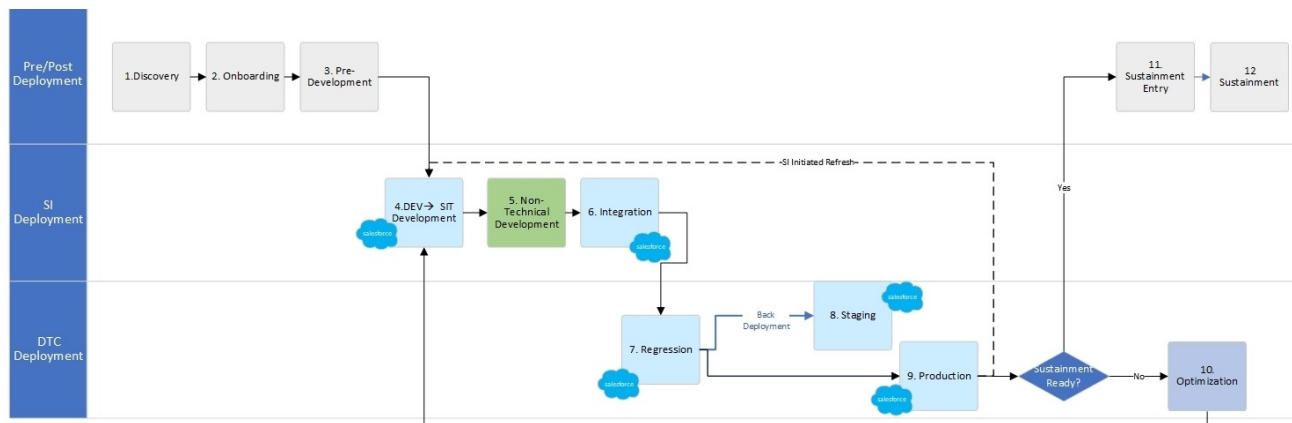 Pre/Post
Deployment
1.Discovery
2. Onboarding
3. Pre-
Development
11.
Sustainment
Entry
12
Sustainment
SI Initiated Refresh
Yes
SI
Deployment
4.DEV→ SIT
Development
salesforce
5. Non-
Technical
Development
6. Integration
salesforce
DTC
Deployment
7. Regression
salesforce
Back
Deployment
8. Staging
salesforce
9. Production
salesforce
Sustainment
Ready?
No
10.
Optimization